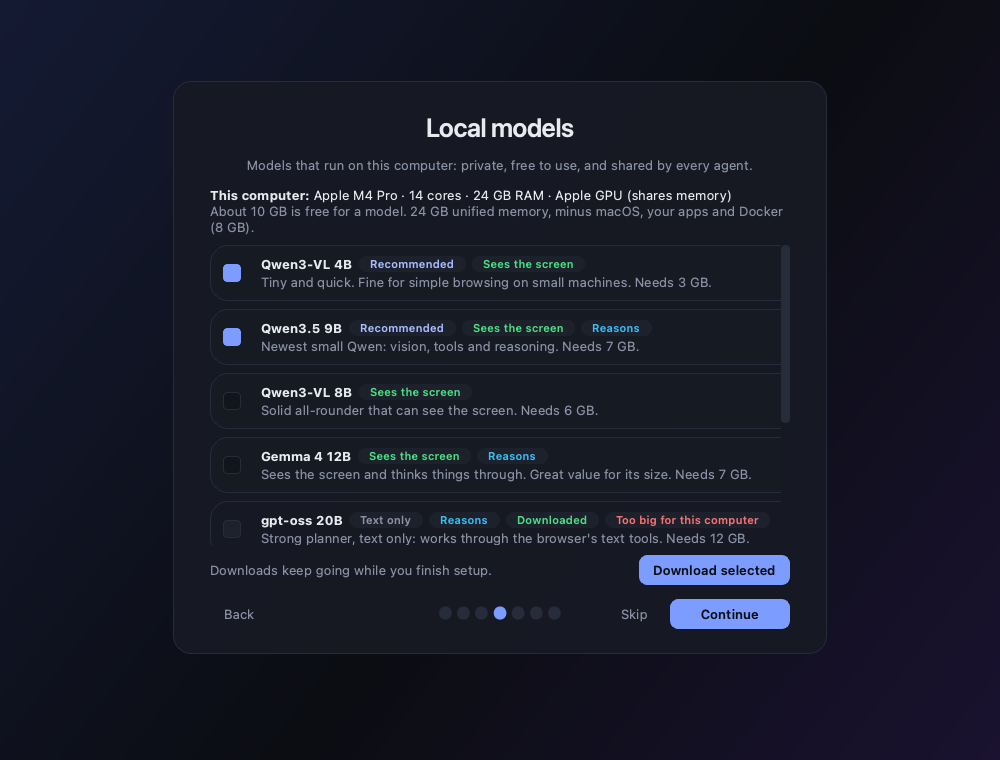 Local models
Models that run on this computer: private, free to use, and shared by every agent.
This computer: Apple M4 Pro · 14 cores · 24 GB RAM · Apple GPU (shares memory)
About 10 GB is free for a model. 24 GB unified memory, minus macOS, your apps and Docker
(8 GB).
Qwen3-VL 4B Recommended Sees the screen
Tiny and quick. Fine for simple browsing on small machines. Needs 3 GB.
Qwen3.5 9B Recommended Sees the screen Reasons
Newest small Qwen: vision, tools and reasoning. Needs 7 GB.
Qwen3-VL 8B Sees the screen
Solid all-rounder that can see the screen. Needs 6 GB.
Gemma 4 12B Sees the screen Reasons
Sees the screen and thinks things through. Great value for its size. Needs 7 GB.
gpt-oss 20B Text only Reasons Downloaded Too big for this computer
Strong planner, text only: works through the browser's text tools. Needs 12 GB.
Downloads keep going while you finish setup. Download selected
Back Skip Continue